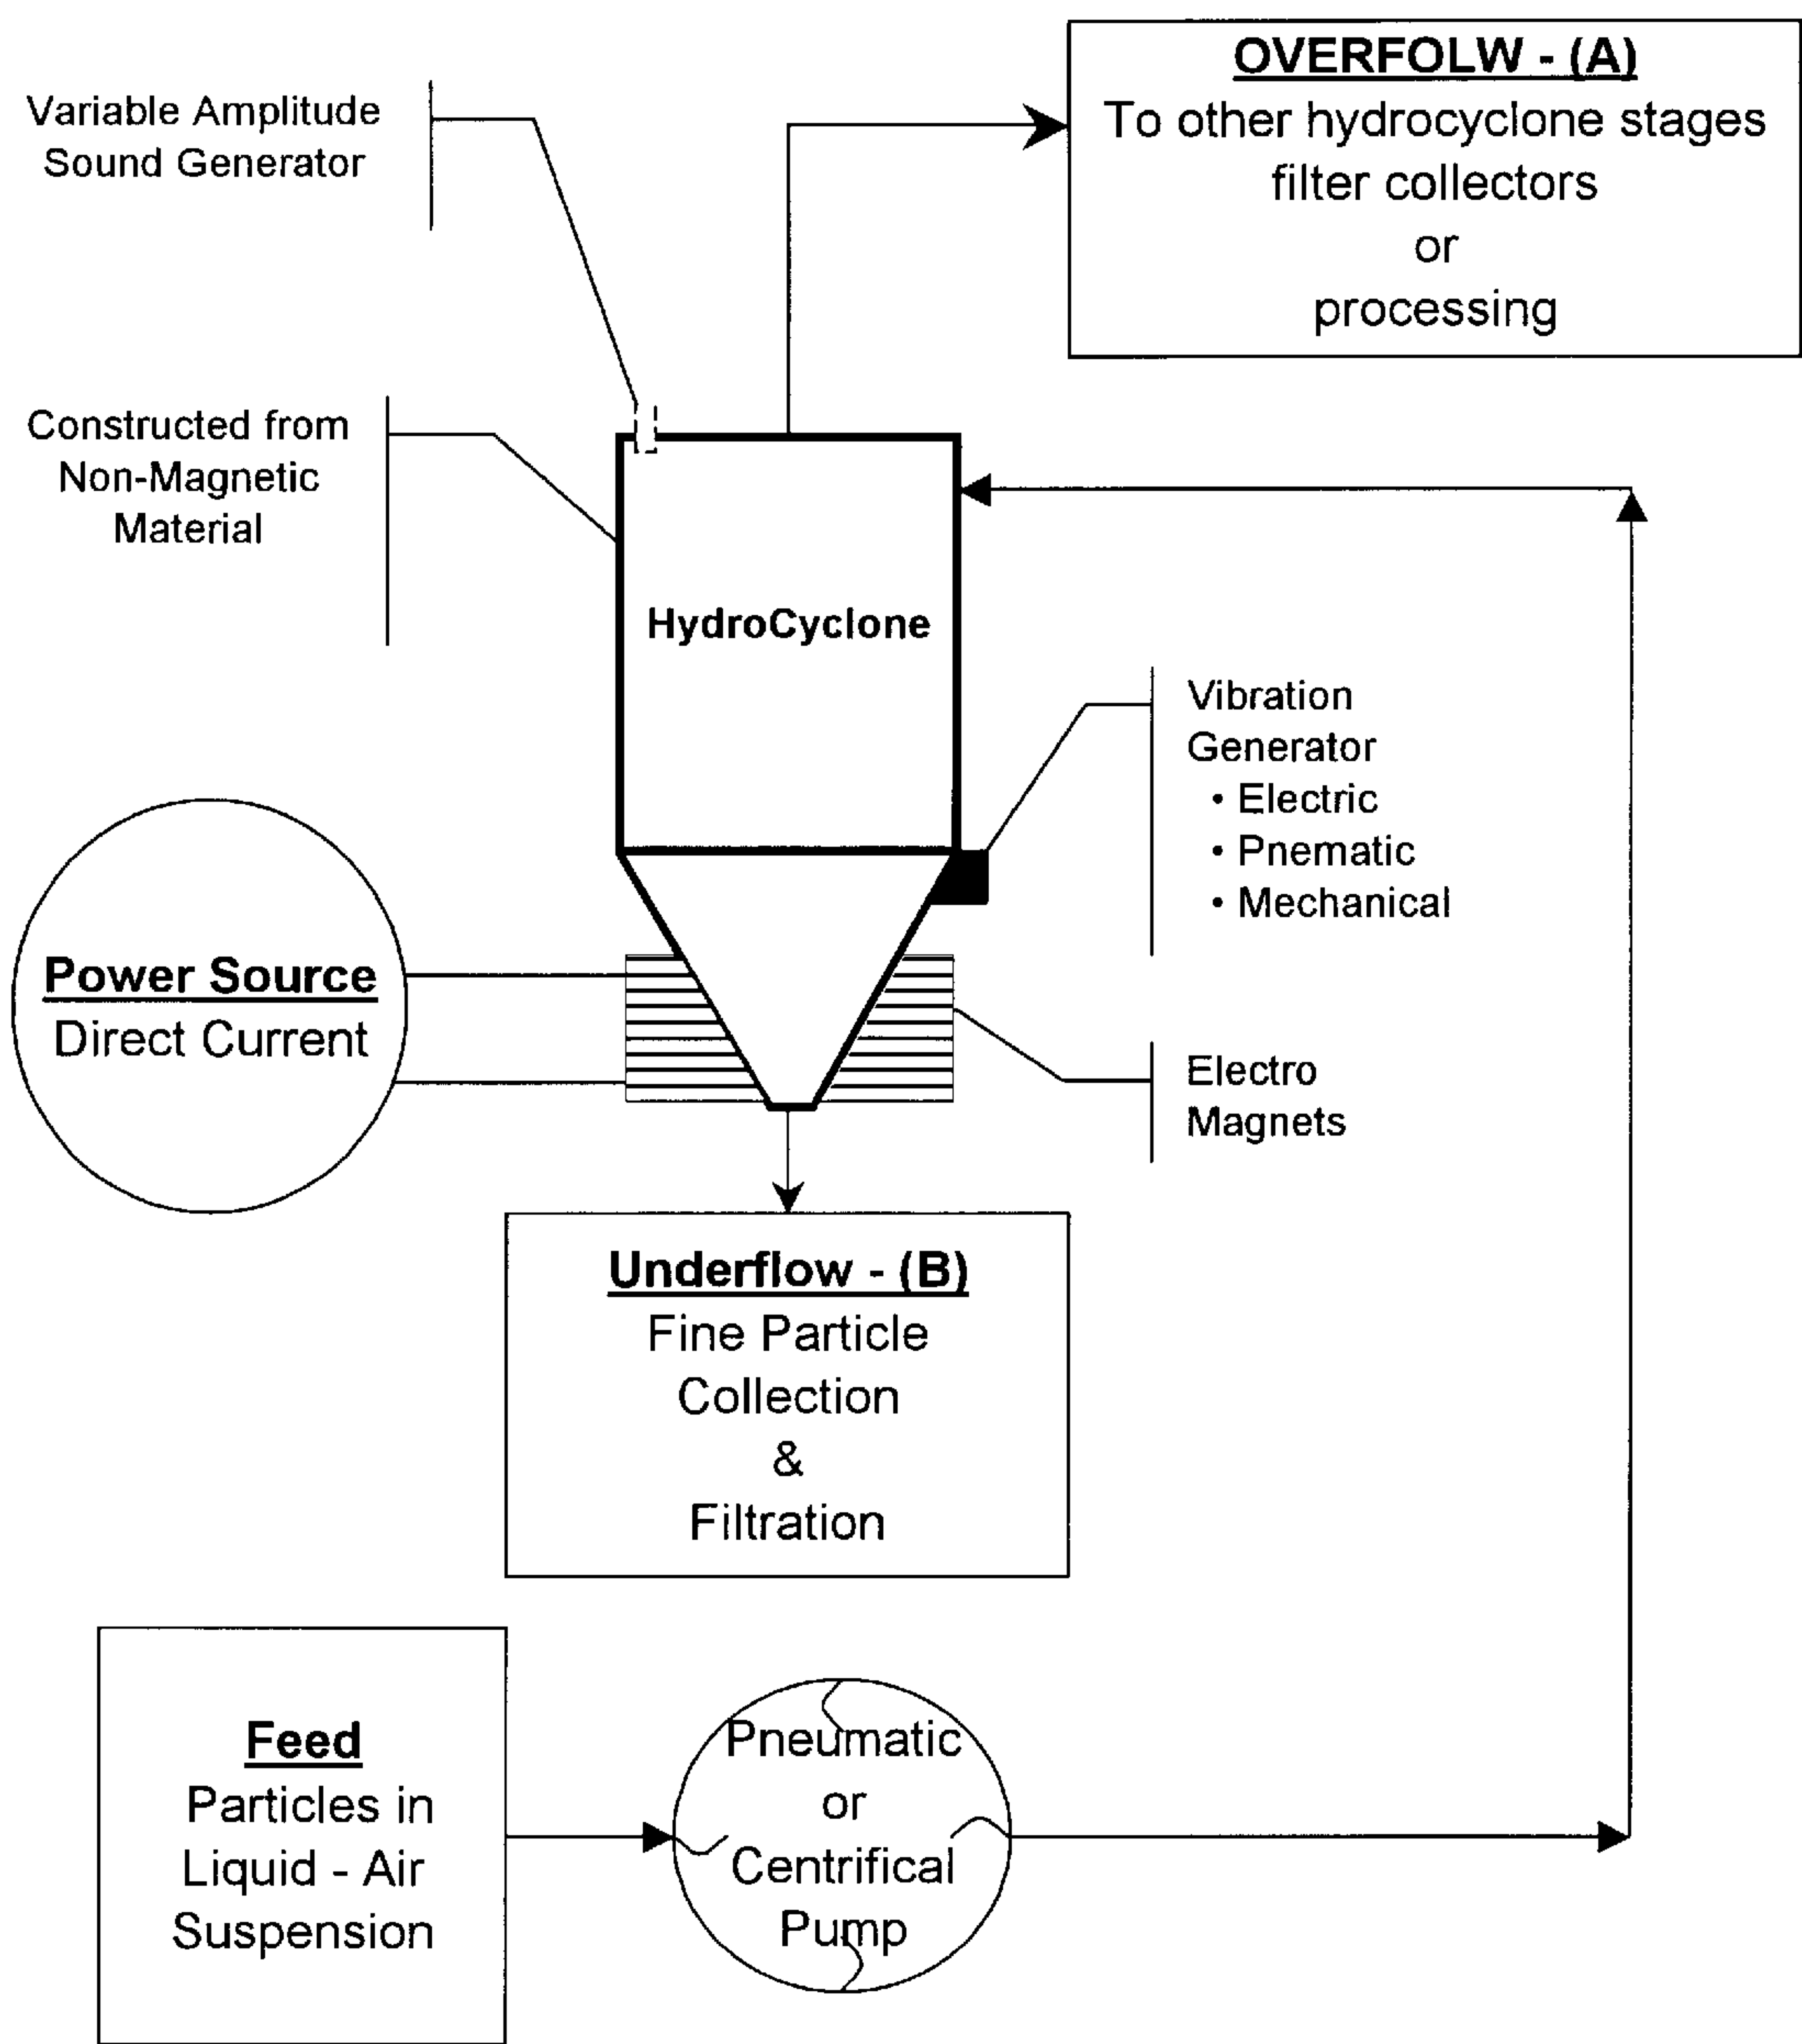 OVERFOLW - (A)
To other hydrocyclone stages
filter collectors
or
processing
Variable Amplitude
Sound Generator
Constructed from
Non-Magnetic
Material
HydroCyclone
Vibration
Generator
• Electric
• Pnematic
• Mechanical
Power Source
Direct Current
Electro
Magnets
Underflow - (B)
Fine Particle
Collection
&
Filtration
Feed
Particles in
Liquid - Air
Suspension
Pneumatic
or
Centrifical
Pump